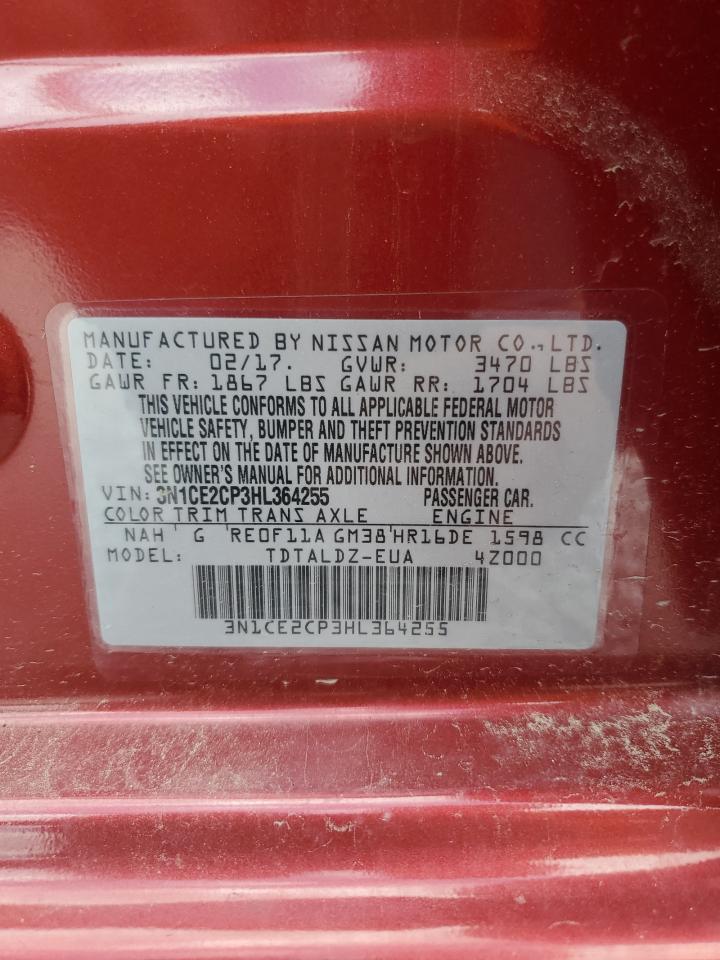 MANUFACTURED BY NISSAN MOTOR CO., LTD.
DATE: 02/17. GVWR: 3470 LBS
GAWR FR: 1867 LBS GAWR RR: 1704 LBS
THIS VEHICLE CONFORMS TO ALL APPLICABLE FEDERAL MOTOR
VEHICLE SAFETY, BUMPER AND THEFT PREVENTION STANDARDS
IN EFFECT ON THE DATE OF MANUFACTURE SHOWN ABOVE.
SEE OWNER'S MANUAL FOR ADDITIONAL INFORMATION.
VIN: 3N1CE2CP3HL364255 PASSENGER CAR.
COLOR TRIM TRANS AXLE ENGINE
NAH G RE0F11A GM38 HR16DE 1598 CC
MODEL: TDTALDZ-EUA 4Z000
3N1CE2CP3HL364255